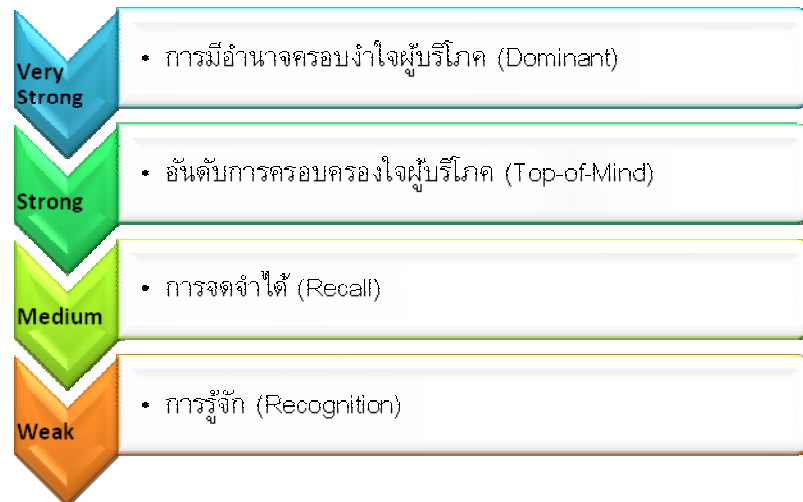 Very
Strong
• การมีอำนาจครอบงำใจผู้บริโภค (Dominant)
Strong
• อันดับการครอบครองใจผู้บริโภค (Top-of-Mind)
Medium
• การจดจำได้ (Recall)
Weak
• การรู้จัก (Recognition)